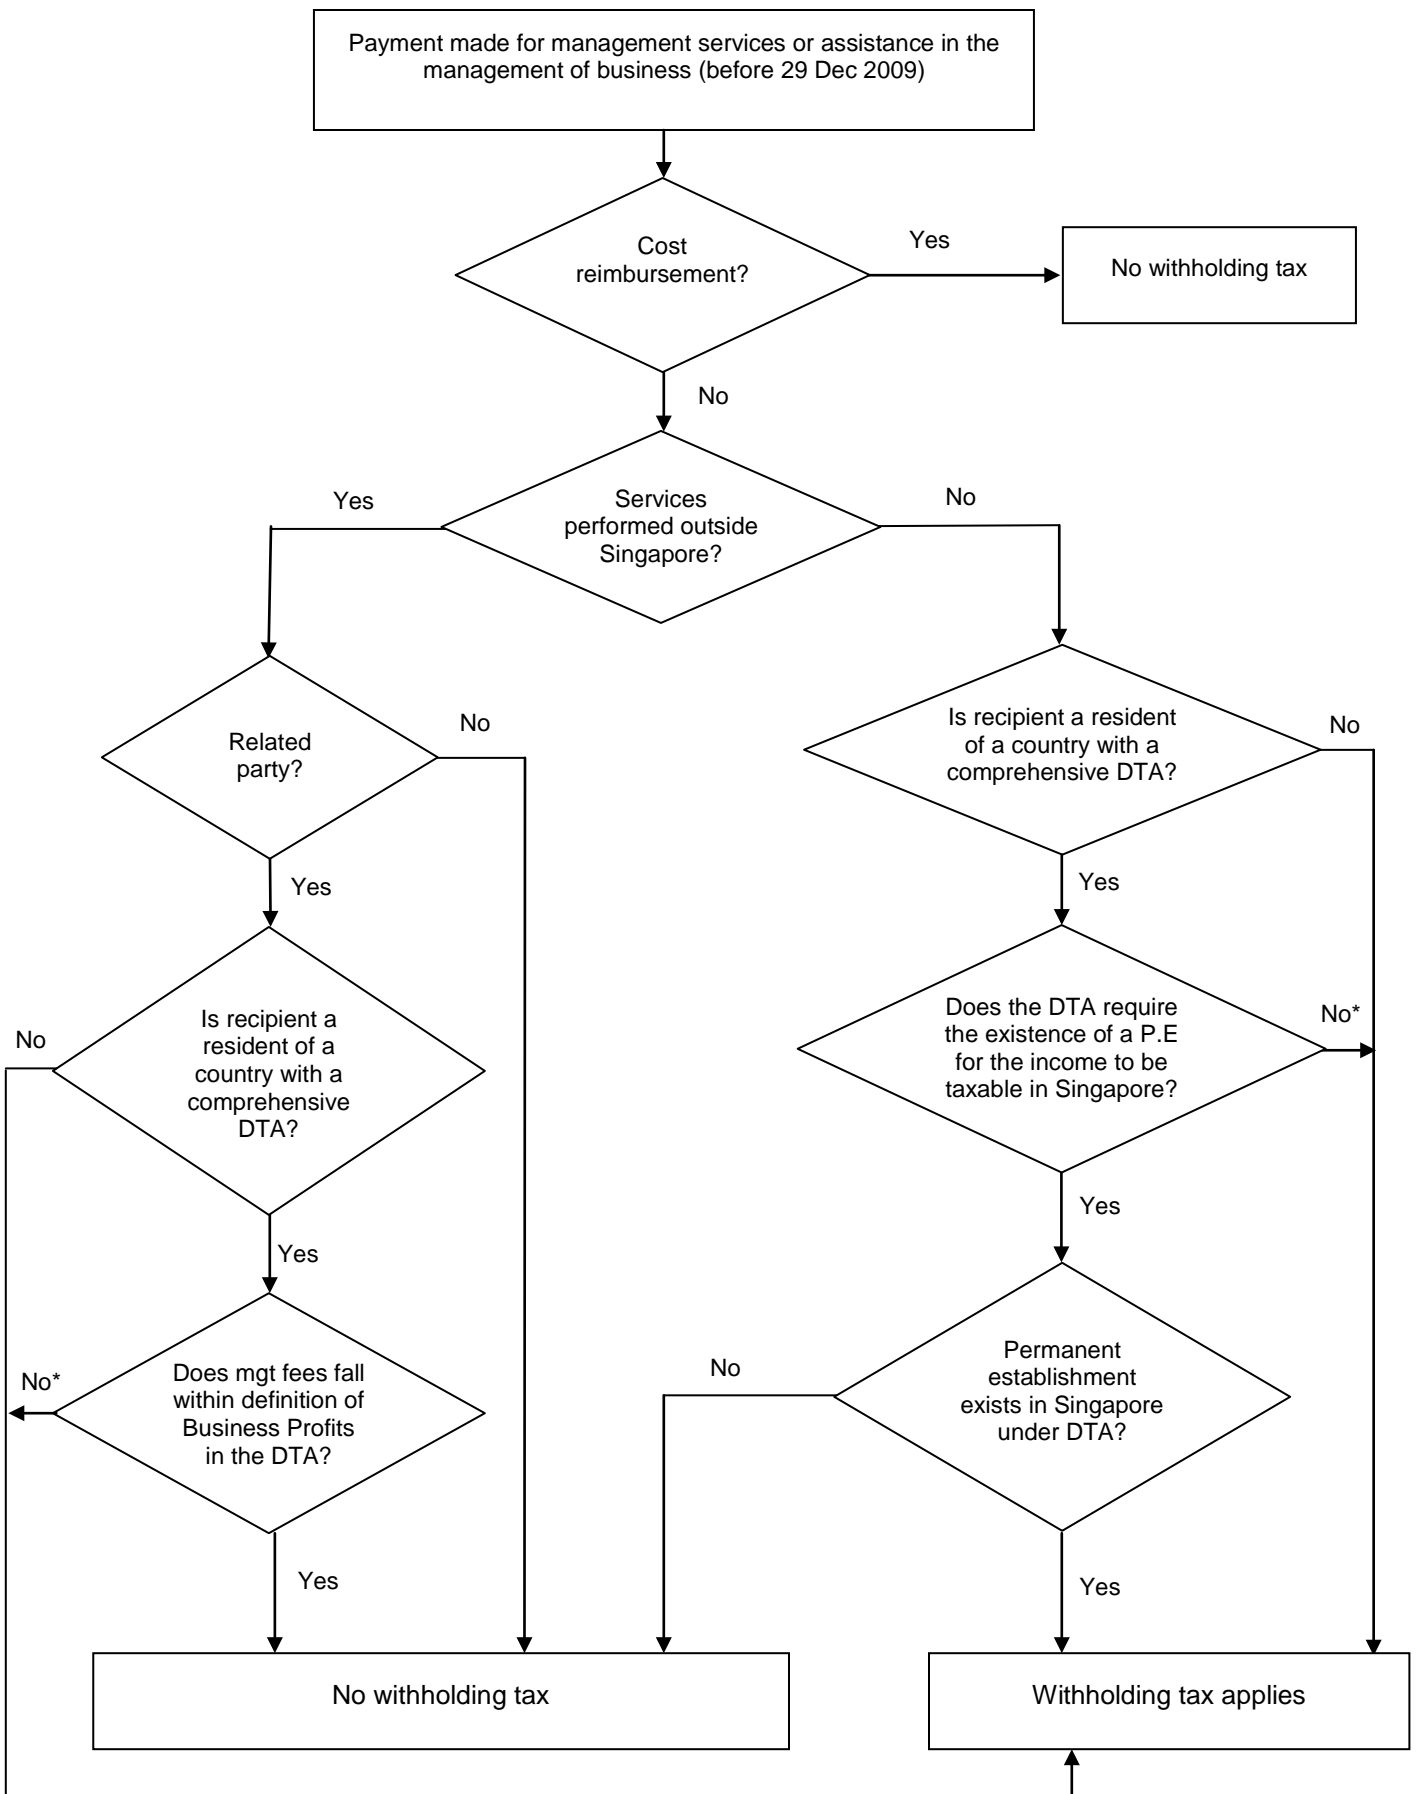 Payment made for management services or assistance in the
management of business (before 29 Dec 2009)
Cost
reimbursement?
Yes
No withholding tax
No
Services
performed outside
Singapore?
Yes
No
Related
party?
No
Is recipient a resident
of a country with a
comprehensive DTA?
No
Yes
Yes
Is recipient a
resident of a
country with a
comprehensive
DTA?
No
Does the DTA require
the existence of a P.E
for the income to be
taxable in Singapore?
No*
Yes
Yes
Does mgt fees fall
within definition of
Business Profits
in the DTA?
No*
Permanent
establishment
exists in Singapore
under DTA?
No
Yes
Yes
No withholding tax
Withholding tax applies